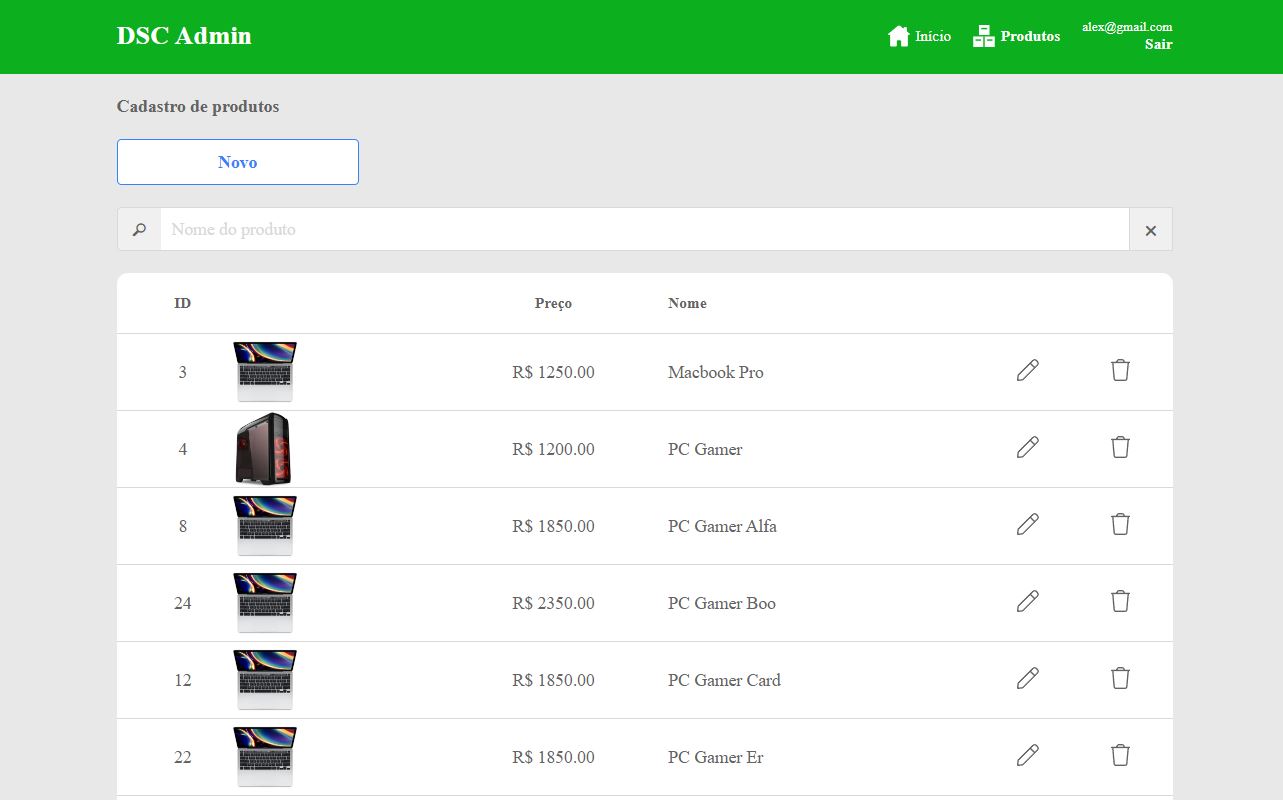 DSC Admin
Início
Produtos
alex@gmail.com
Sair
Cadastro de produtos
Novo
Nome do produto
ID Preço Nome
3 R$ 1250.00 Macbook Pro
4 R$ 1200.00 PC Gamer
8 R$ 1850.00 PC Gamer Alfa
24 R$ 2350.00 PC Gamer Boo
12 R$ 1850.00 PC Gamer Card
22 R$ 1850.00 PC Gamer Er